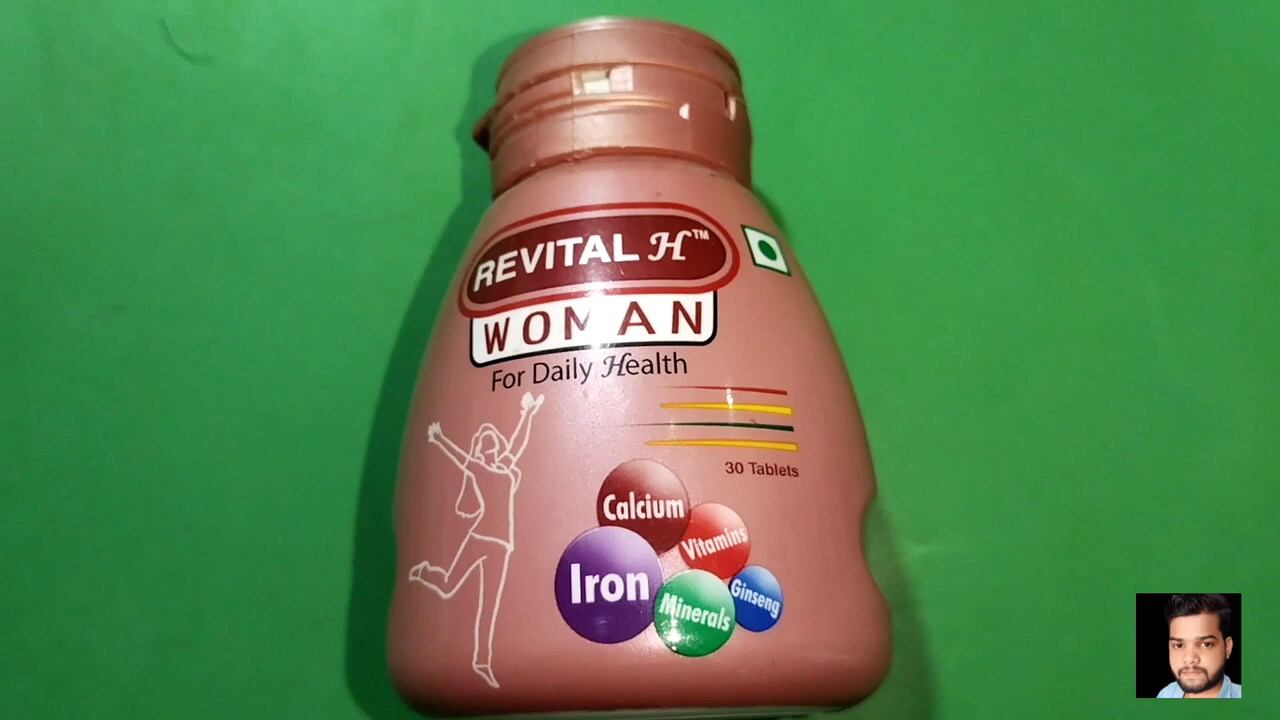 REVITAL H™
WOMAN
For Daily Health
30 Tablets
Calcium
Vitamins
Iron
Minerals
Ginseng